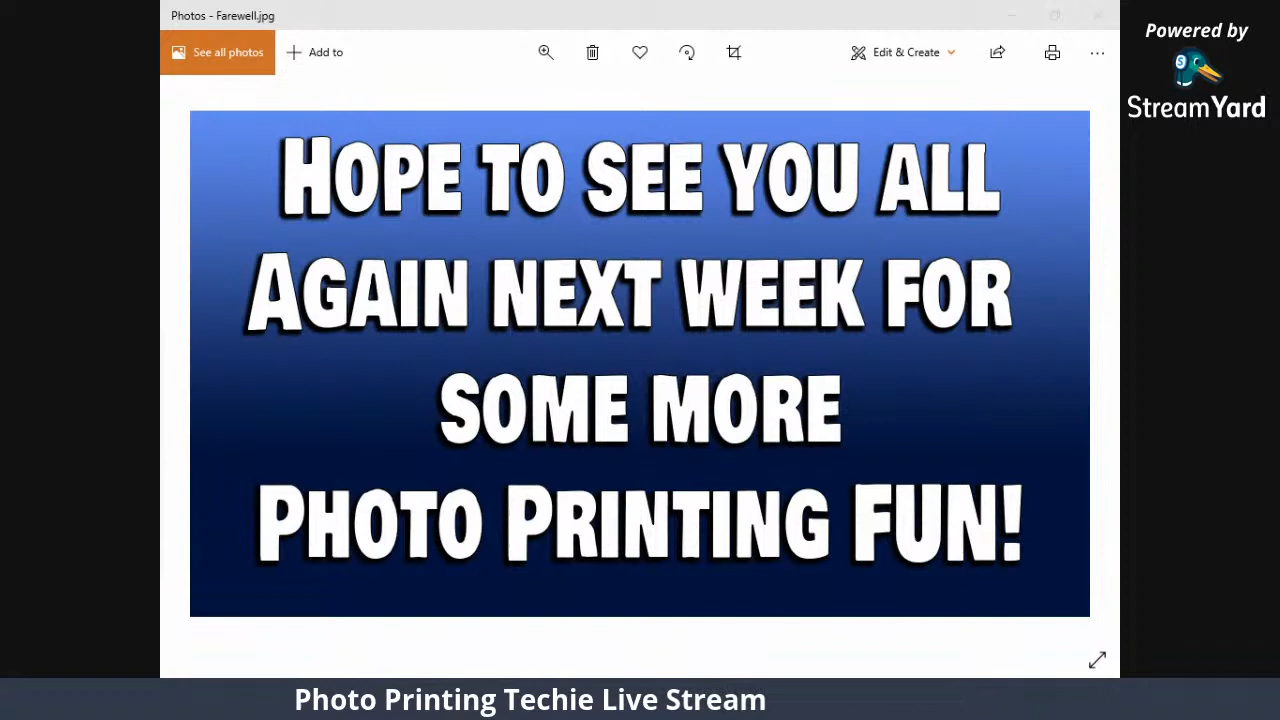 Photos - Farewell.jpg
Powered by
StreamYard
See all photos
Add to
Edit & Create
HOPE TO SEE YOU ALL
AGAIN NEXT WEEK FOR
SOME MORE
PHOTO PRINTING FUN!
Photo Printing Techie Live Stream